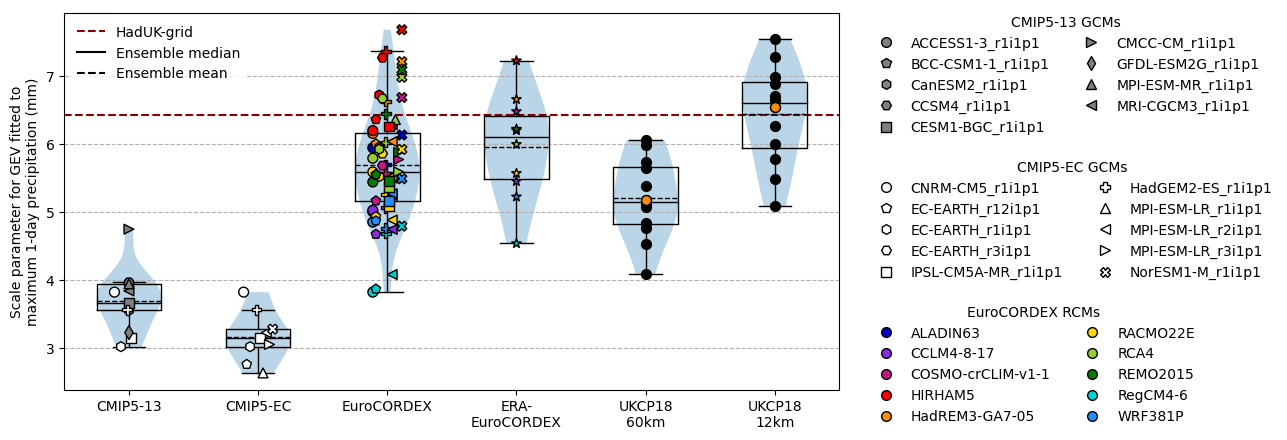 HadUK-grid
Ensemble median
Ensemble mean
Scale parameter for GEV fitted to
maximum 1-day precipitation (mm)
7
6
5
4
3
CMIP5-13
CMIP5-EC
EuroCORDEX
ERA-
EuroCORDEX
UKCP18
60km
UKCP18
12km
CMIP5-13 GCMs
ACCESS1-3_r1i1p1
BCC-CSM1-1_r1i1p1
CanESM2_r1i1p1
CCSM4_r1i1p1
CESM1-BGC_r1i1p1
CMCC-CM_r1i1p1
GFDL-ESM2G_r1i1p1
MPI-ESM-MR_r1i1p1
MRI-CGCM3_r1i1p1
CMIP5-EC GCMs
CNRM-CM5_r1i1p1
EC-EARTH_r12i1p1
EC-EARTH_r1i1p1
EC-EARTH_r3i1p1
IPSL-CM5A-MR_r1i1p1
HadGEM2-ES_r1i1p1
MPI-ESM-LR_r1i1p1
MPI-ESM-LR_r2i1p1
MPI-ESM-LR_r3i1p1
NorESM1-M_r1i1p1
EuroCORDEX RCMs
ALADIN63
CCLM4-8-17
COSMO-crCLIM-v1-1
HIRHAM5
HadREM3-GA7-05
RACMO22E
RCA4
REMO2015
RegCM4-6
WRF381P